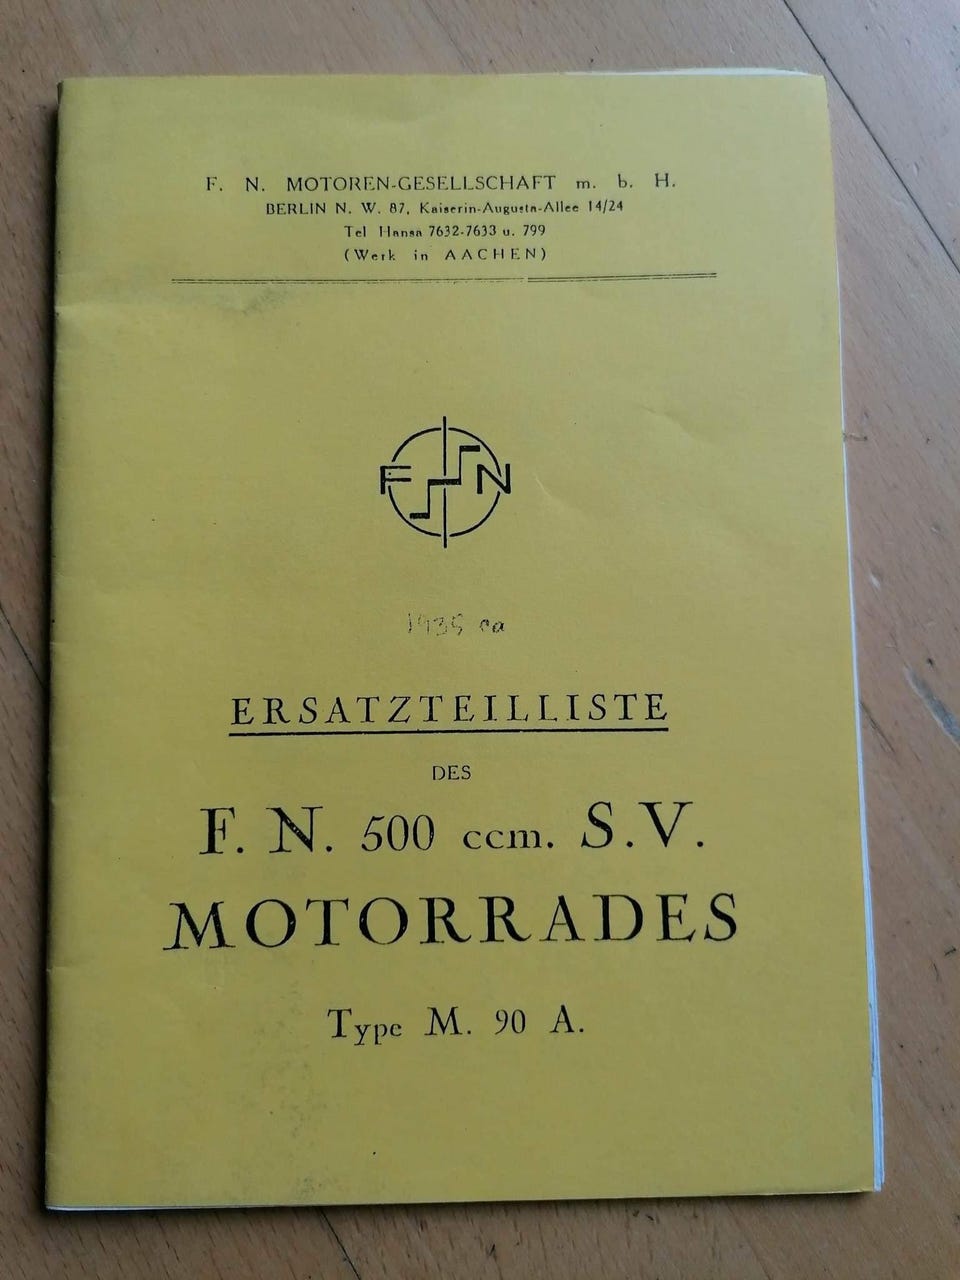 F. N. MOTOREN-GESELLSCHAFT m. b. H.
BERLIN N. W. 87, Kaiserin-Augusta-Allee 14/24
Tel Hansa 7632-7633 u. 799
(Werk in AACHEN)
FN
1935 ca
ERSATZTEILLISTE
DES
F. N. 500 ccm. S.V.
MOTORRADES
Type M. 90 A.